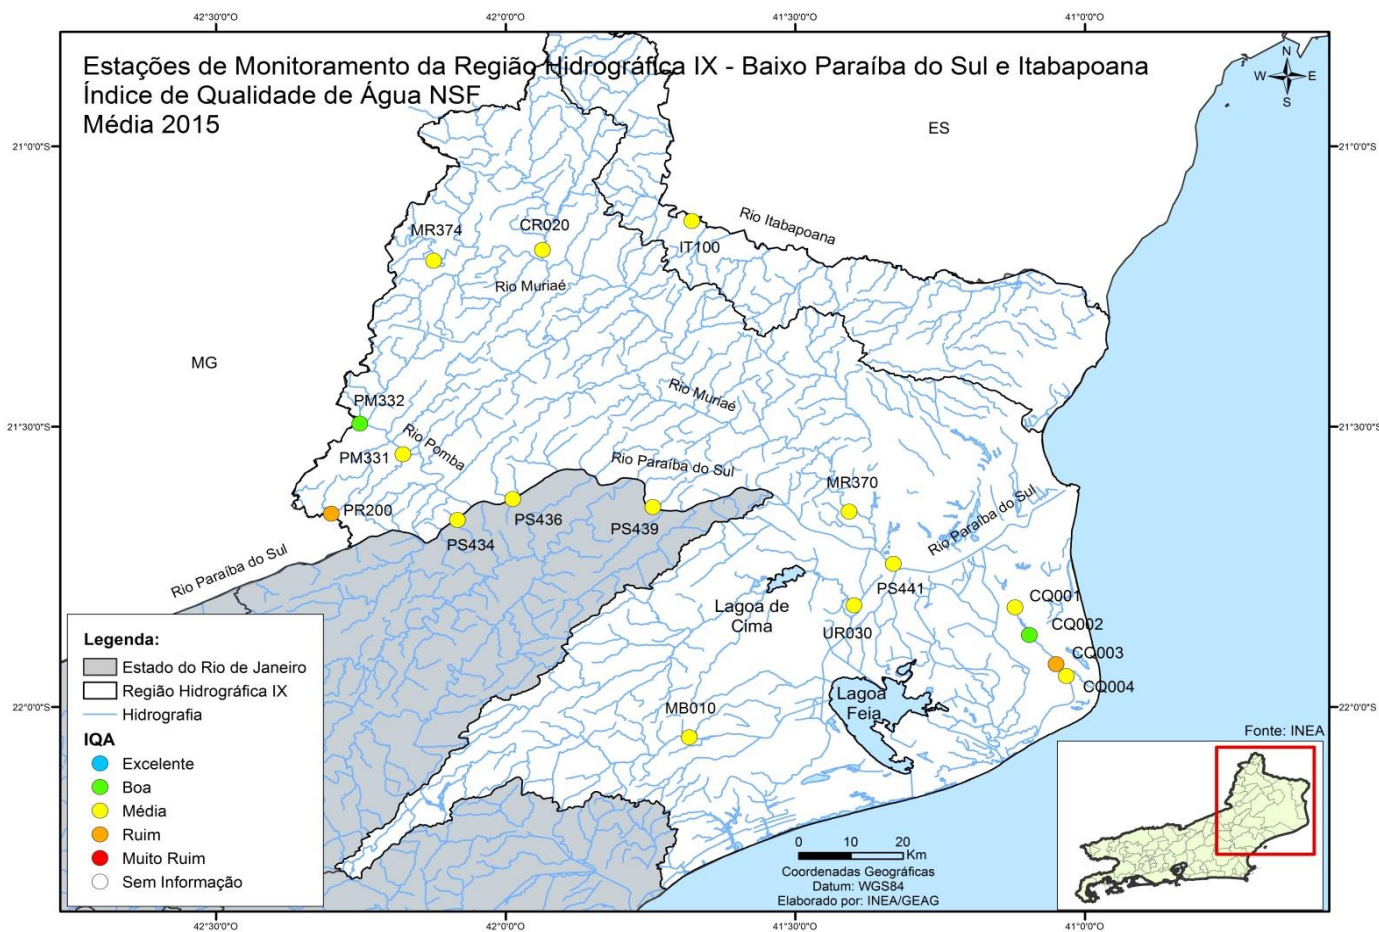 42°30'0"O
42°0'0"O
41°30'0"O
41°0'0"O
Estações de Monitoramento da Região Hidrográfica IX - Baixo Paraíba do Sul e Itabapoana
Índice de Qualidade de Água NSF
Média 2015
N
W
E
S
ES
21°0'0"S
21°0'0"S
MR374
CR020
IT100
Rio Itabapoana
Rio Muriaé
MG
PM332
Rio Muriaé
21°30'0"S
21°30'0"S
PM331
Rio Pomba
Rio Paraíba do Sul
MR370
PR200
PS434
PS436
PS439
Rio Paraíba do Sul
Rio Paraíba do Sul
PS441
Lagoa de
Cima
UR030
CQ001
CQ002
CQ003
CQ004
Lagoa
Feia
MB010
22°0'0"S
22°0'0"S
Legenda:
Estado do Rio de Janeiro
Região Hidrográfica IX
Hidrografia
IQA
Excelente
Boa
Média
Ruim
Muito Ruim
Sem Informação
Fonte: INEA
0 10 20
Km
Coordenadas Geográficas
Datum: WGS84
Elaborado por: INEA/GEAG
42°30'0"O
42°0'0"O
41°30'0"O
41°0'0"O